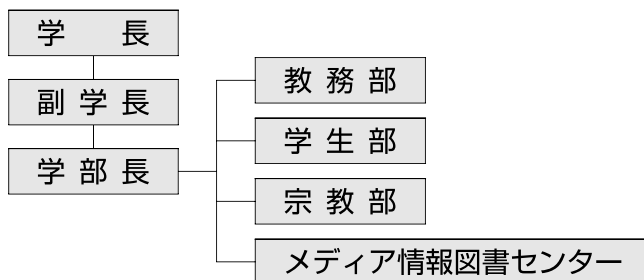 学　長
副学長
学部長
教務部
学生部
宗教部
メディア情報図書センター